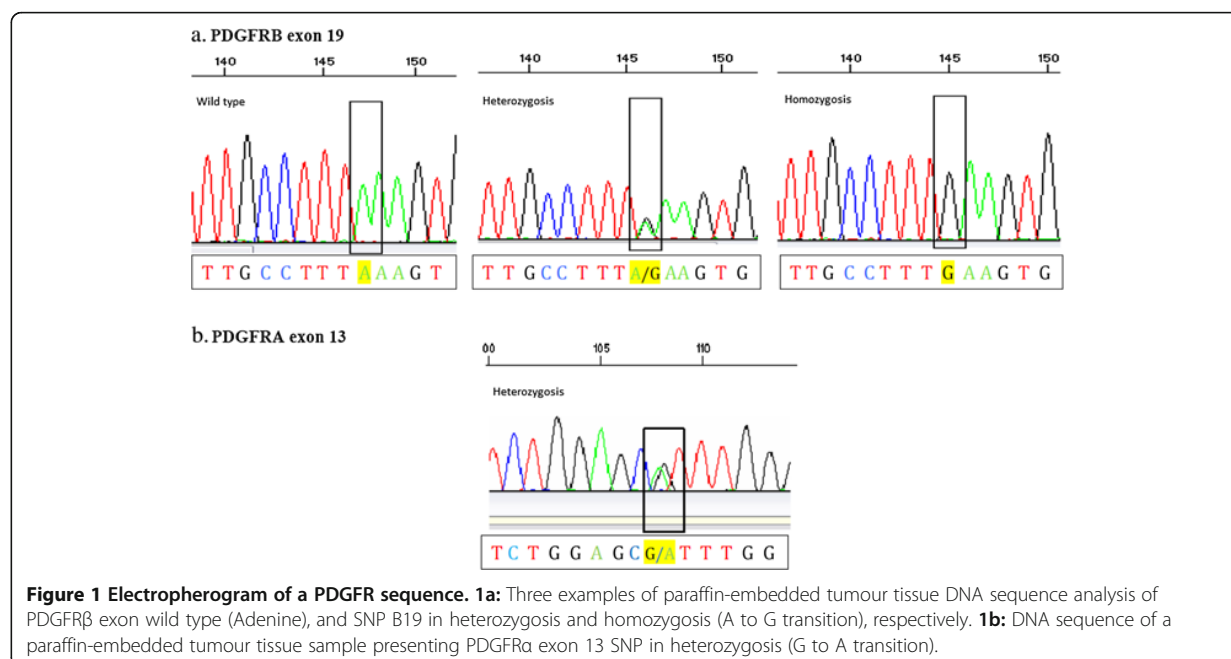 a. PDGFRB exon 19
140 145 150 140 145 150 140 145 150
Wild type Heterozygosis Homozygosis
T T G C C T T T A A A G T T T G C C T T T A/G A A G T G T T G C C T T T G A A G T G
b. PDGFRA exon 13
00 105 110
Heterozygosis
T C T G G A G C G/A T T T G G
Figure 1 Electropherogram of a PDGFR sequence. 1a: Three examples of paraffin-embedded tumour tissue DNA sequence analysis of
PDGFRβ exon wild type (Adenine), and SNP B19 in heterozygosis and homozygosis (A to G transition), respectively. 1b: DNA sequence of a
paraffin-embedded tumour tissue sample presenting PDGFRα exon 13 SNP in heterozygosis (G to A transition).